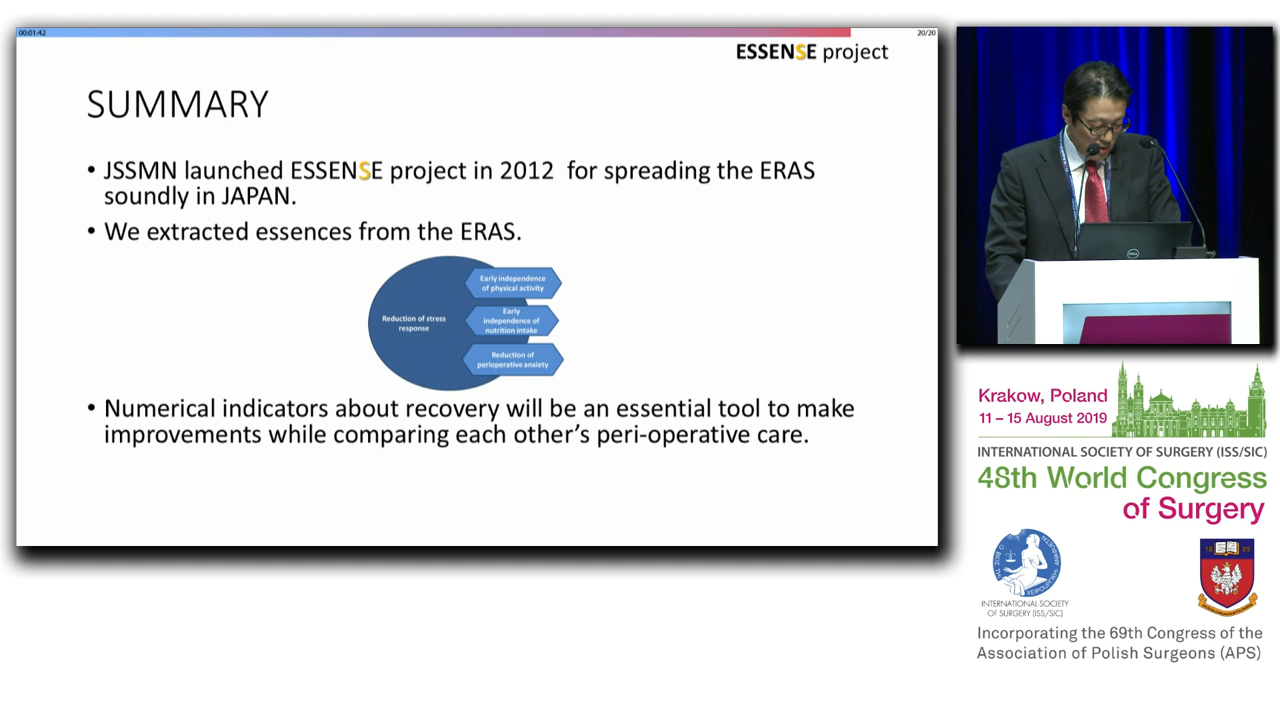 00:01:42
20/20
ESSENSE project
SUMMARY
• JSSMN launched ESSENSE project in 2012 for spreading the ERAS
soundly in JAPAN.
• We extracted essences from the ERAS.
Reduction of stress
response
Early independence
of physical activity
Early
independence of
nutrition intake
Reduction of
perioperative anxiety
• Numerical indicators about recovery will be an essential tool to make
improvements while comparing each other's peri-operative care.
DELL
Krakow, Poland
11 – 15 August 2019
INTERNATIONAL SOCIETY OF SURGERY (ISS/SIC)
48th World Congress
of Surgery
INTERNATIONAL SOCIETY
OF SURGERY (ISS/SIC)
18 89
Incorporating the 69th Congress of the
Association of Polish Surgeons (APS)